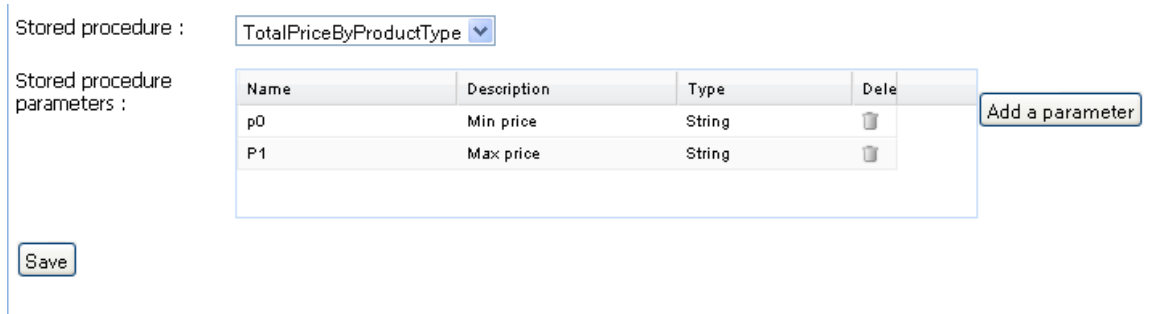 Stored procedure :
TotalPriceByProductType
Stored procedure
parameters :
Name Description Type Dele
p0 Min price String
P1 Max price String
Add a parameter
Save